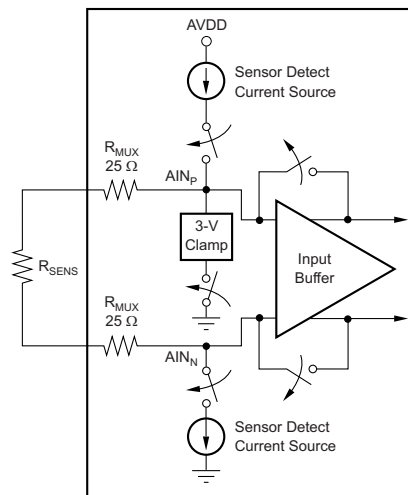 AVDD
Sensor Detect
Current Source
R_MUX
25 Ω
AIN_P
3-V
Clamp
R_SENS
Input
Buffer
R_MUX
25 Ω
AIN_N
Sensor Detect
Current Source